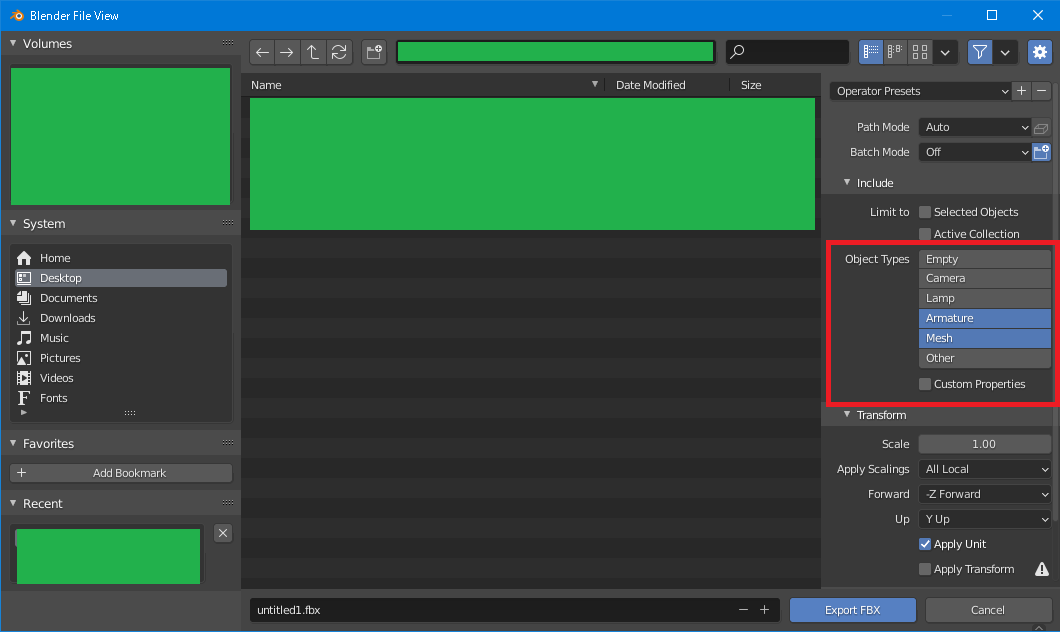 Blender File View
Volumes
System
Home
Desktop
Documents
Downloads
Music
Pictures
Videos
Fonts
Favorites
Add Bookmark
Recent
Name Date Modified Size
untitled1.fbx
Export FBX
Cancel
Operator Presets
Path Mode Auto
Batch Mode Off
Include
Limit to Selected Objects
Active Collection
Object Types Empty
Camera
Lamp
Armature
Mesh
Other
Custom Properties
Transform
Scale 1.00
Apply Scalings All Local
Forward -Z Forward
Up Y Up
Apply Unit
Apply Transform